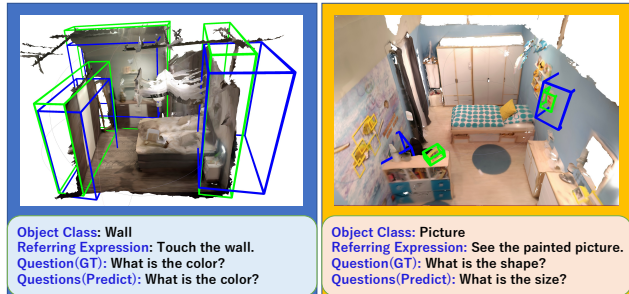 Object Class: Wall
Referring Expression: Touch the wall.
Question(GT): What is the color?
Questions(Predict): What is the color?
Object Class: Picture
Referring Expression: See the painted picture.
Question(GT): What is the shape?
Questions(Predict): What is the size?